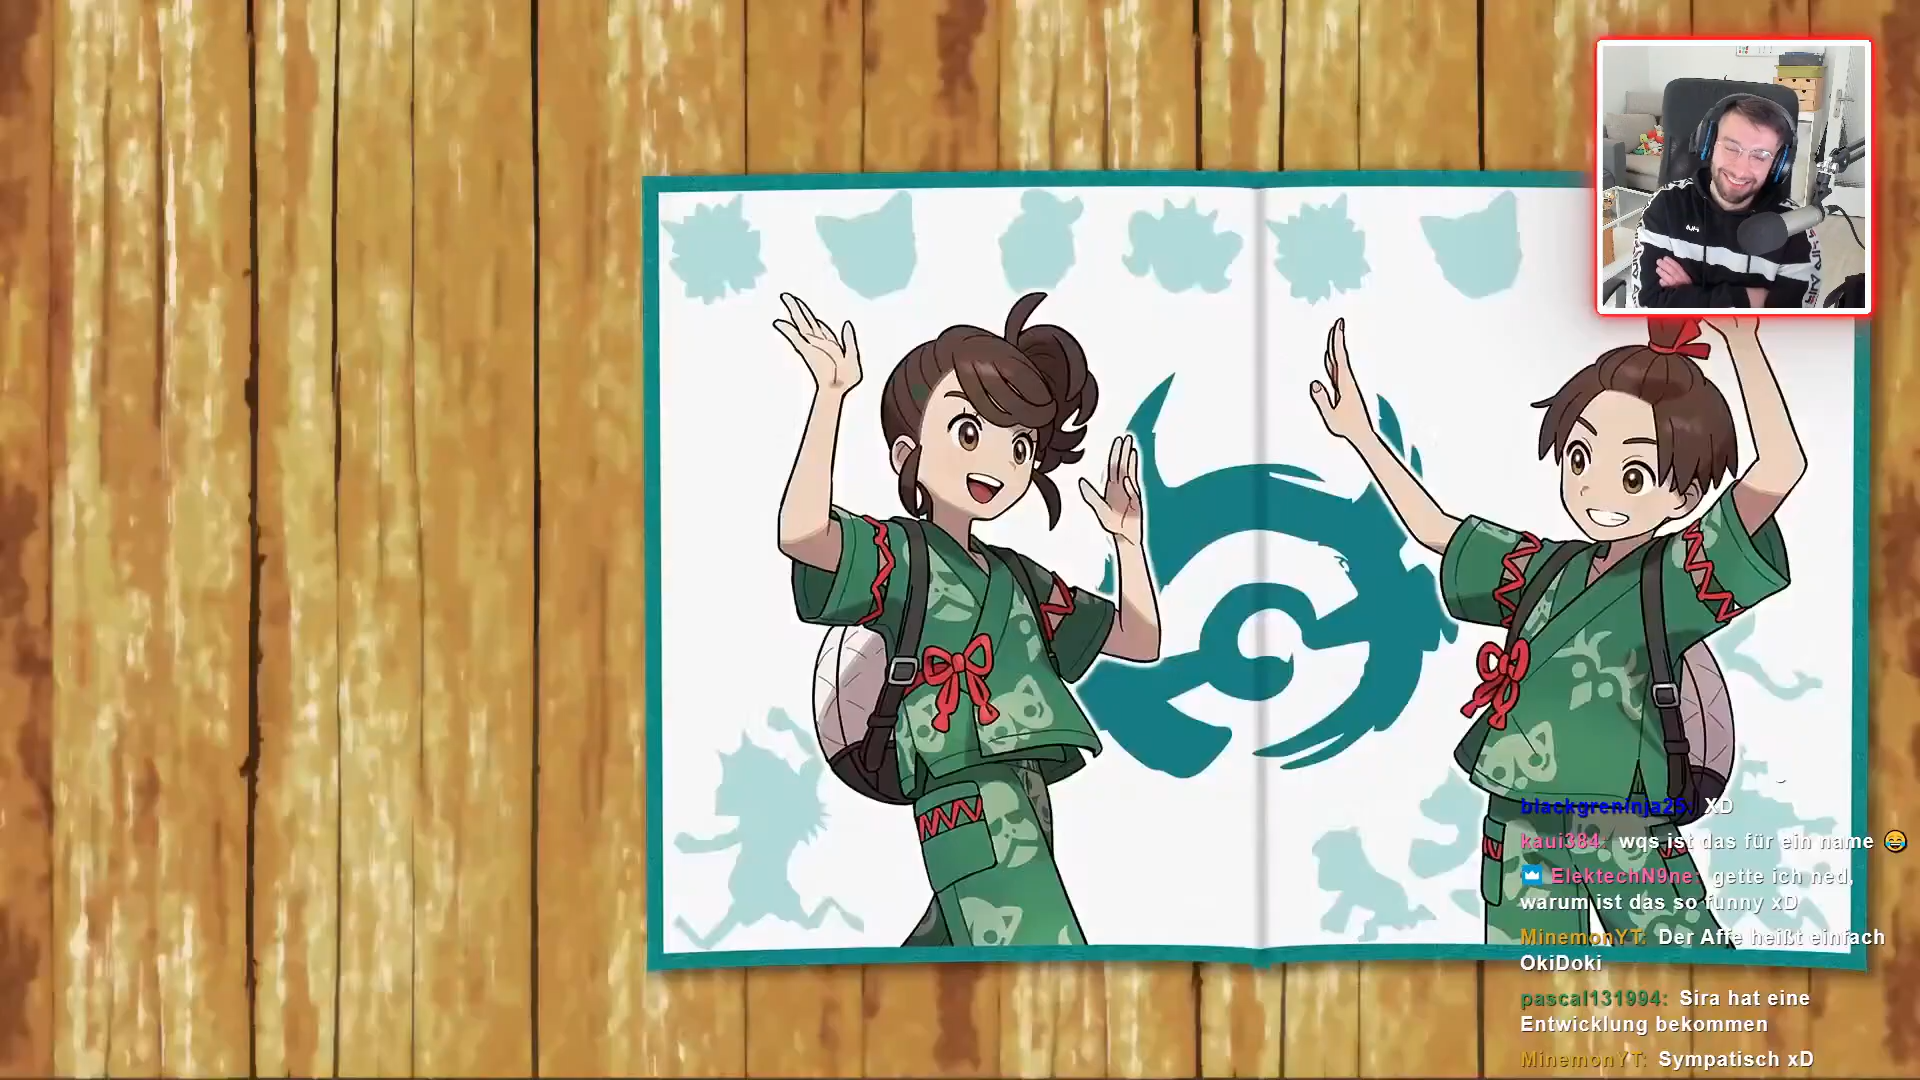 blackgreninja25: XD
kaui384: wqs ist das für ein name 😂
ElektechN9ne: gette ich ned,
warum ist das so funny xD
MinemonYT: Der Affe heißt einfach
OkiDoki
pascal131994: Sira hat eine
Entwicklung bekommen
MinemonYT: Sympatisch xD